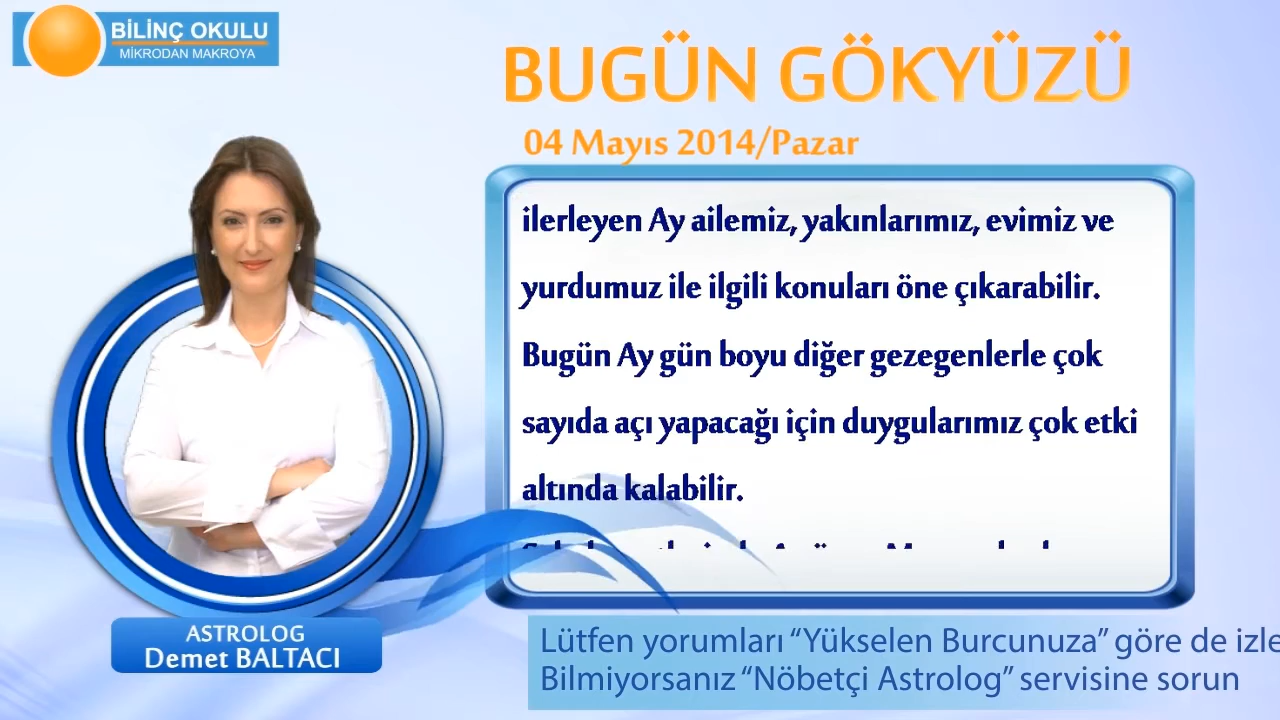 BİLİNÇ OKULU
MİKRODAN MAKROYA
BUGÜN GÖKYÜZÜ
04 Mayıs 2014/Pazar
ilerleyen Ay ailemiz, yakınlarımız, evimiz ve
yurdumuz ile ilgili konuları öne çıkarabilir.
Bugün Ay gün boyu diğer gezegenlerle çok
sayıda açı yapacağı için duygularımız çok etki
altında kalabilir.
ASTROLOG
Demet BALTACI
Lütfen yorumları “Yükselen Burcunuza” göre de
Bilmiyorsanız “Nöbetçi Astrolog” servisine sorun